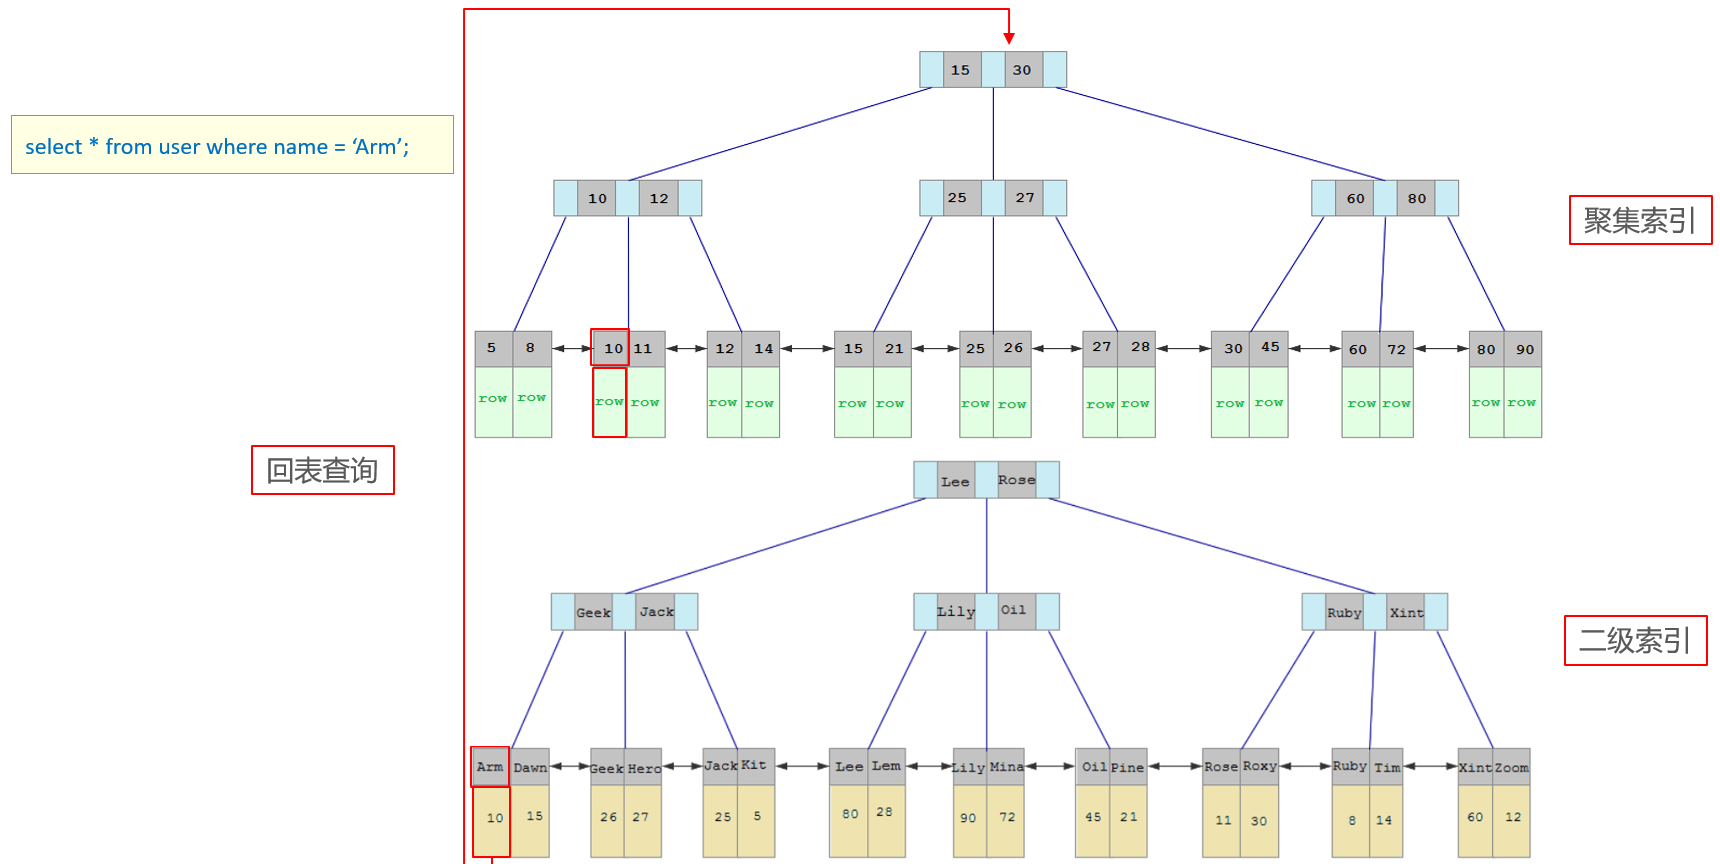 15 30
select * from user where name = ‘Arm’;
10 12 25 27 60 80
聚集索引
5 8 10 11 12 14 15 21 25 26 27 28 30 45 60 72 80 90
row row row row row row row row row row row row row row row row row row
回表查询
Lee Rose
Geek Jack Lily Oil Ruby Xint
二级索引
Arm Dawn Geek Hero Jack Kit Lee Lem Lily Mina Oil Pine Rose Roxy Ruby Tim Xint Zoom
10 15 26 27 25 5 80 28 90 72 45 21 11 30 8 14 60 12